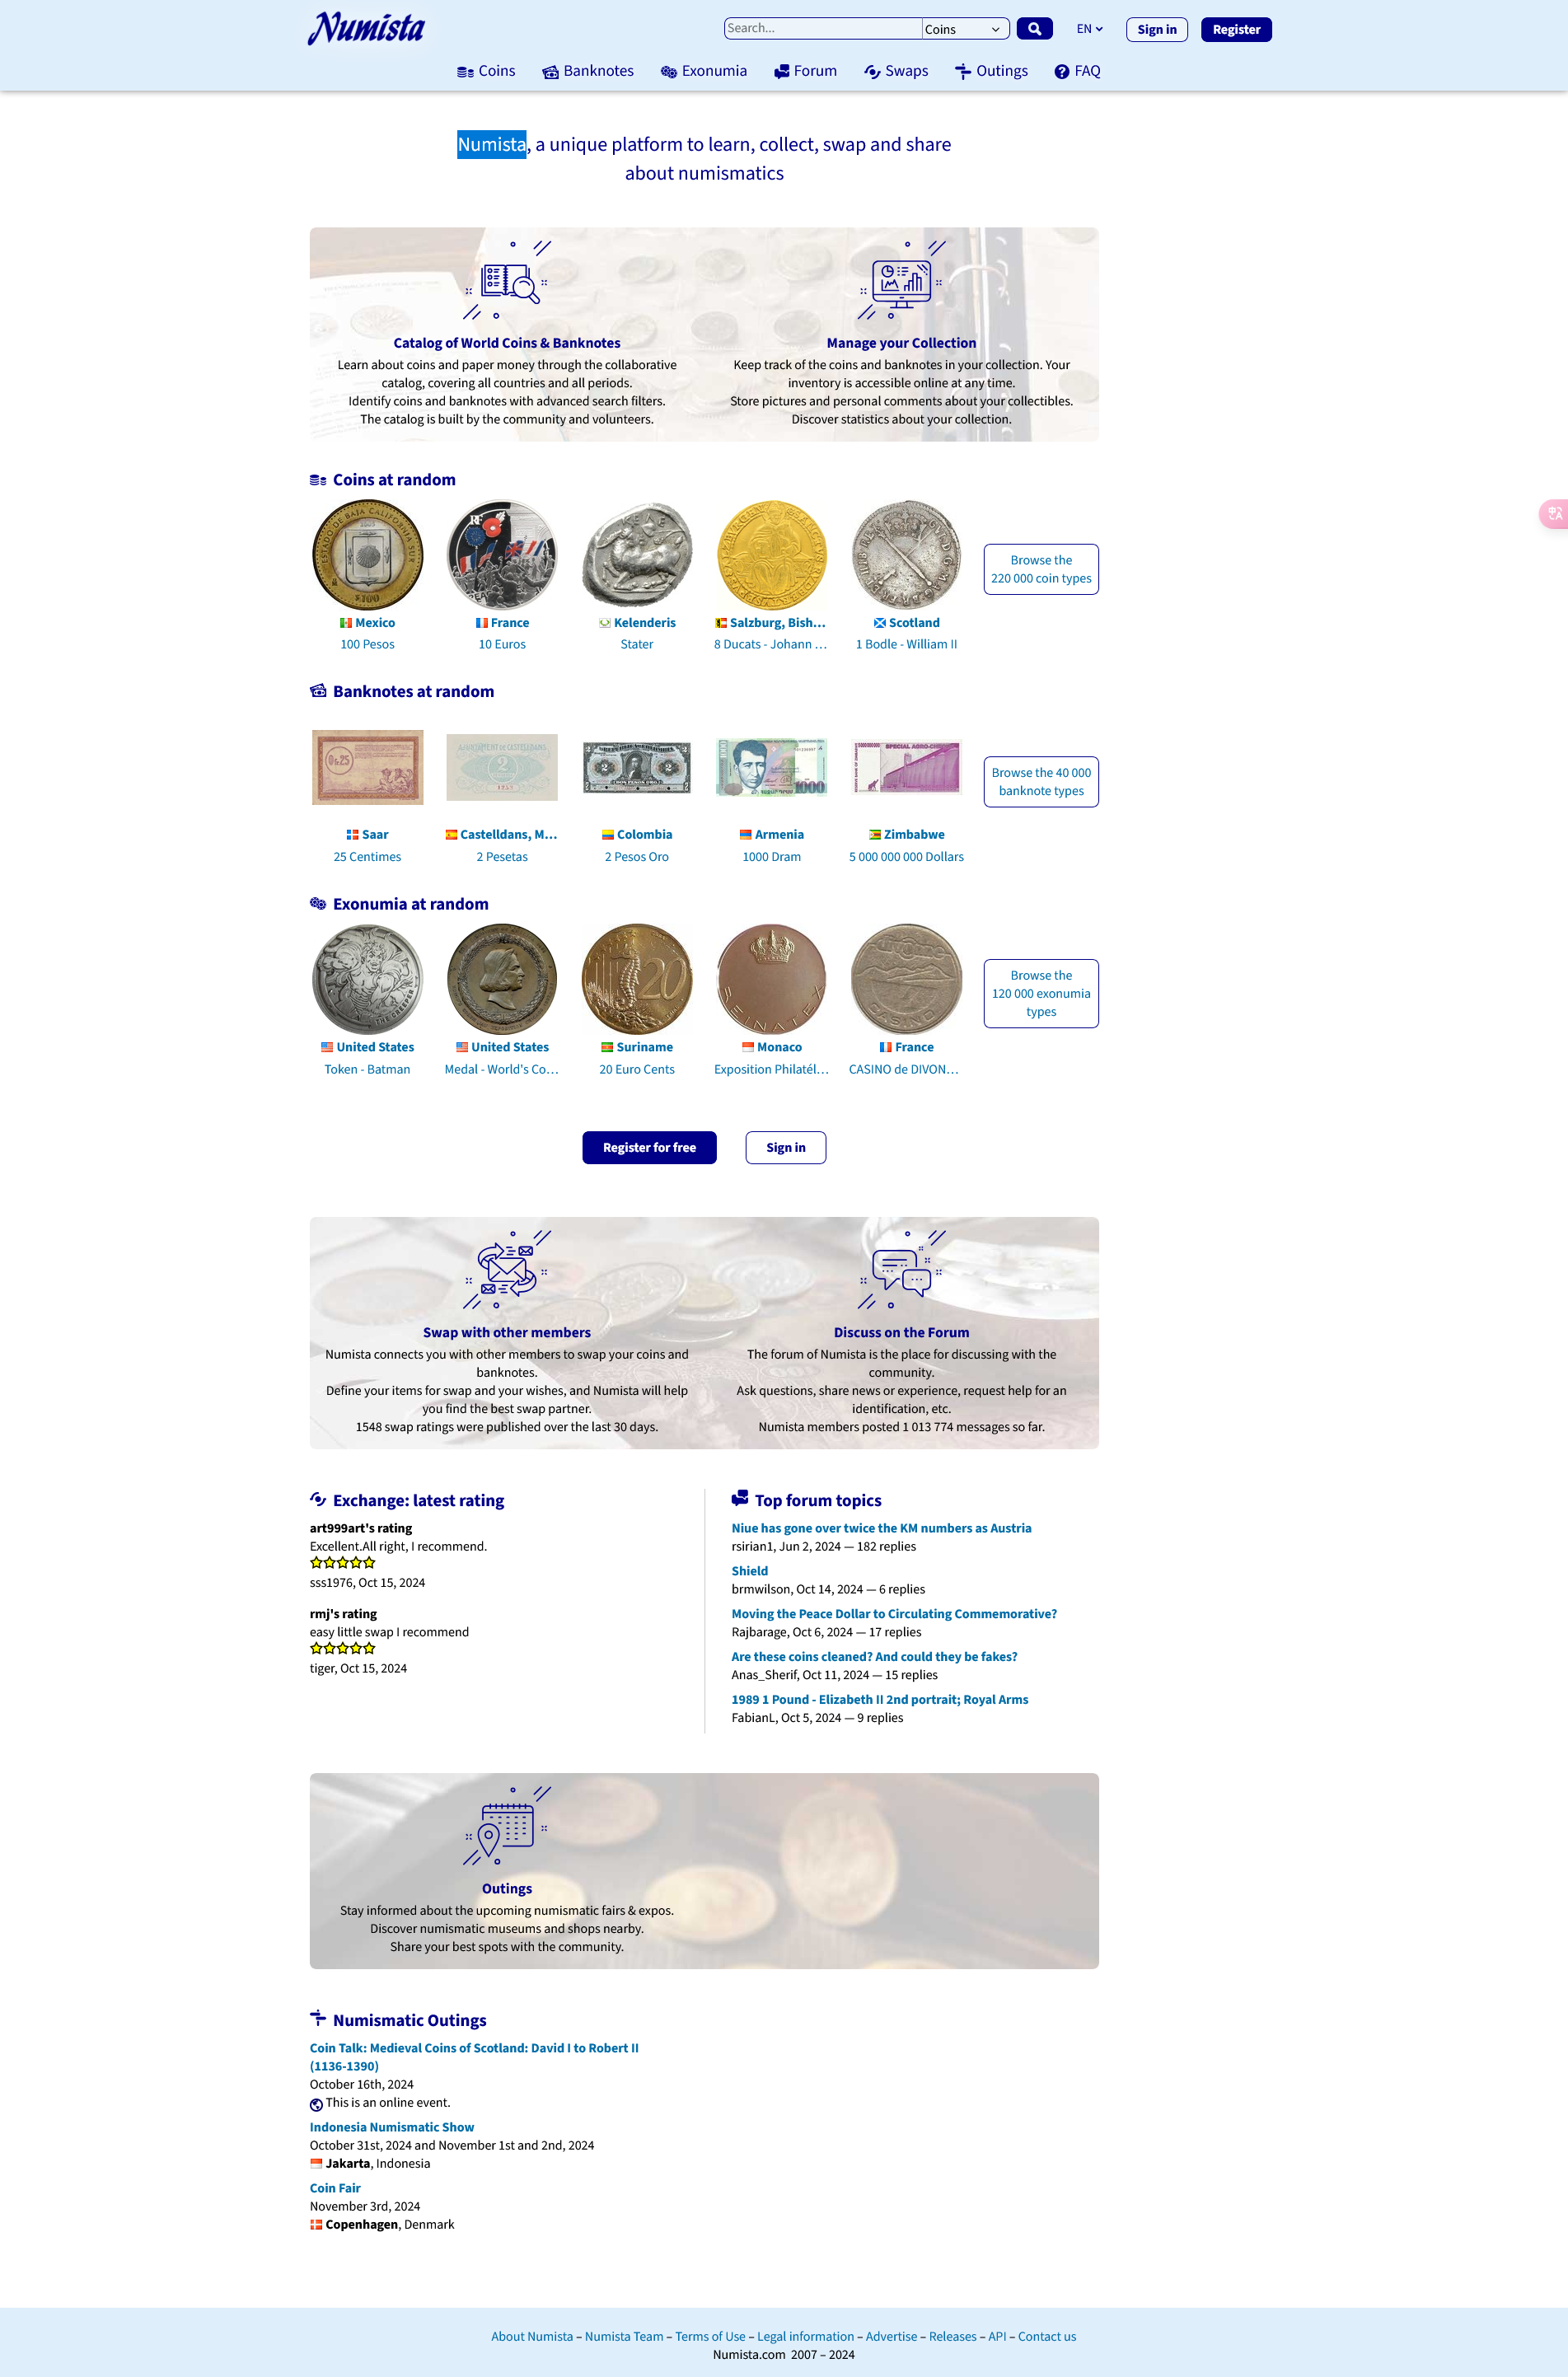 Numista
Search...
Coins
EN
Sign in
Register
Coins
Banknotes
Exonumia
Forum
Swaps
Outings
FAQ
Numista, a unique platform to learn, collect, swap and share
about numismatics
Catalog of World Coins & Banknotes
Learn about coins and paper money through the collaborative
catalog, covering all countries and all periods.
Identify coins and banknotes with advanced search filters.
The catalog is built by the community and volunteers.
Manage your Collection
Keep track of the coins and banknotes in your collection. Your
inventory is accessible online at any time.
Store pictures and personal comments about your collectibles.
Discover statistics about your collection.
Coins at random
Mexico
100 Pesos
France
10 Euros
Kelenderis
Stater
Salzburg, Bish…
8 Ducats - Johann …
Scotland
1 Bodle - William II
Browse the
220 000 coin types
Banknotes at random
Saar
25 Centimes
Castelldans, M…
2 Pesetas
Colombia
2 Pesos Oro
Armenia
1000 Dram
Zimbabwe
5 000 000 000 Dollars
Browse the 40 000
banknote types
Exonumia at random
United States
Token - Batman
United States
Medal - World's Co…
Suriname
20 Euro Cents
Monaco
Exposition Philatél…
France
CASINO de DIVON…
Browse the
120 000 exonumia
types
Register for free
Sign in
Swap with other members
Numista connects you with other members to swap your coins and
banknotes.
Define your items for swap and your wishes, and Numista will help
you find the best swap partner.
1548 swap ratings were published over the last 30 days.
Discuss on the Forum
The forum of Numista is the place for discussing with the
community.
Ask questions, share news or experience, request help for an
identification, etc.
Numista members posted 1 013 774 messages so far.
Exchange: latest rating
art999art's rating
Excellent.All right, I recommend.
sss1976, Oct 15, 2024
rmj's rating
easy little swap I recommend
tiger, Oct 15, 2024
Top forum topics
Niue has gone over twice the KM numbers as Austria
rsirian1, Jun 2, 2024 — 182 replies
Shield
brmwilson, Oct 14, 2024 — 6 replies
Moving the Peace Dollar to Circulating Commemorative?
Rajbarage, Oct 6, 2024 — 17 replies
Are these coins cleaned? And could they be fakes?
Anas_Sherif, Oct 11, 2024 — 15 replies
1989 1 Pound - Elizabeth II 2nd portrait; Royal Arms
FabianL, Oct 5, 2024 — 9 replies
Outings
Stay informed about the upcoming numismatic fairs & expos.
Discover numismatic museums and shops nearby.
Share your best spots with the community.
Numismatic Outings
Coin Talk: Medieval Coins of Scotland: David I to Robert II
(1136-1390)
October 16th, 2024
This is an online event.
Indonesia Numismatic Show
October 31st, 2024 and November 1st and 2nd, 2024
Jakarta, Indonesia
Coin Fair
November 3rd, 2024
Copenhagen, Denmark
About Numista – Numista Team – Terms of Use – Legal information – Advertise – Releases – API – Contact us
Numista.com 2007 – 2024